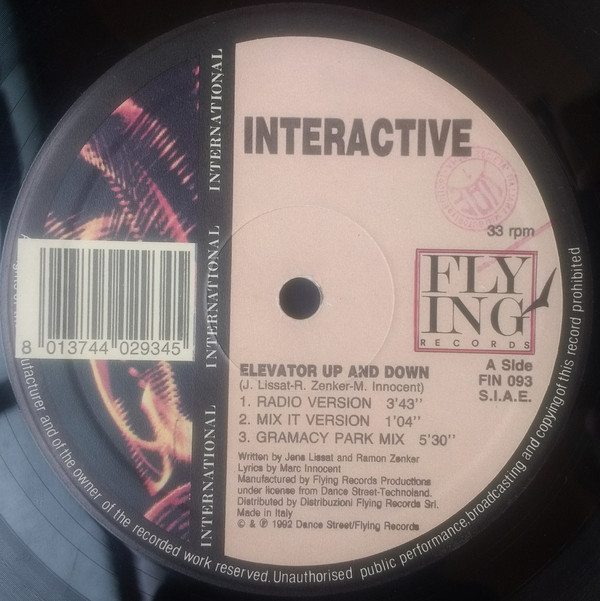 INTERACTIVE
INTERNATIONAL
INTERNATIONAL
INTERNATIONAL
33 rpm
FLY
ING
RECORDS
A Side
FIN 093
S.I.A.E.
8 013744 029345
ELEVATOR UP AND DOWN
(J. Lissat-R. Zenker-M. Innocent)
1. RADIO VERSION 3'43''
2. MIX IT VERSION 1'04''
3. GRAMACY PARK MIX 5'30''
Written by Jens Lissat and Ramon Zenker
Lyrics by Marc Innocent
Manufactured by Flying Records Productions
under license from Dance Street-Technoland.
Distributed by Distribuzioni Flying Records Srl.
Made in Italy
© & ℗ 1992 Dance Street/Flying Records
and of the owner of the recorded work reserved. Unauthorised public performance.broadcasting and copying of this record prohibited